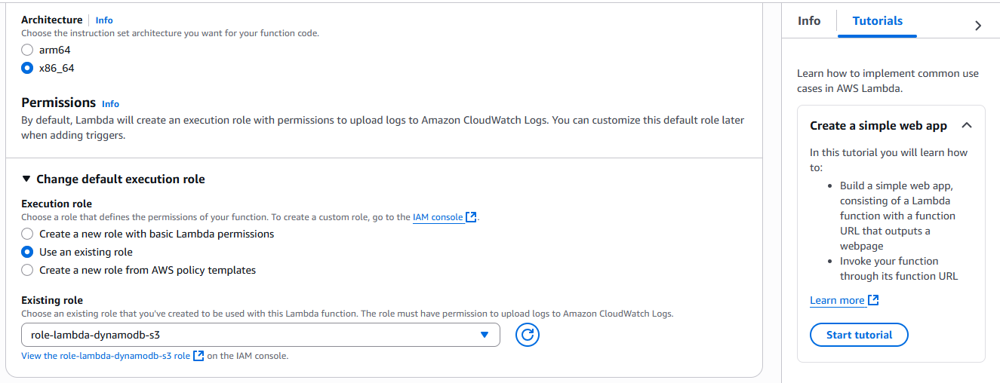 Architecture Info
Choose the instruction set architecture you want for your function code.
arm64
x86_64
Permissions Info
By default, Lambda will create an execution role with permissions to upload logs to Amazon CloudWatch Logs. You can customize this default role later
when adding triggers.
Change default execution role
Execution role
Choose a role that defines the permissions of your function. To create a custom role, go to the IAM console.
Create a new role with basic Lambda permissions
Use an existing role
Create a new role from AWS policy templates
Existing role
Choose an existing role that you've created to be used with this Lambda function. The role must have permission to upload logs to Amazon CloudWatch Logs.
role-lambda-dynamodb-s3
View the role-lambda-dynamodb-s3 role on the IAM console.
Info Tutorials
Learn how to implement common use
cases in AWS Lambda.
Create a simple web app
In this tutorial you will learn how
to:
• Build a simple web app,
consisting of a Lambda
function with a function
URL that outputs a
webpage
• Invoke your function
through its function URL
Learn more
Start tutorial